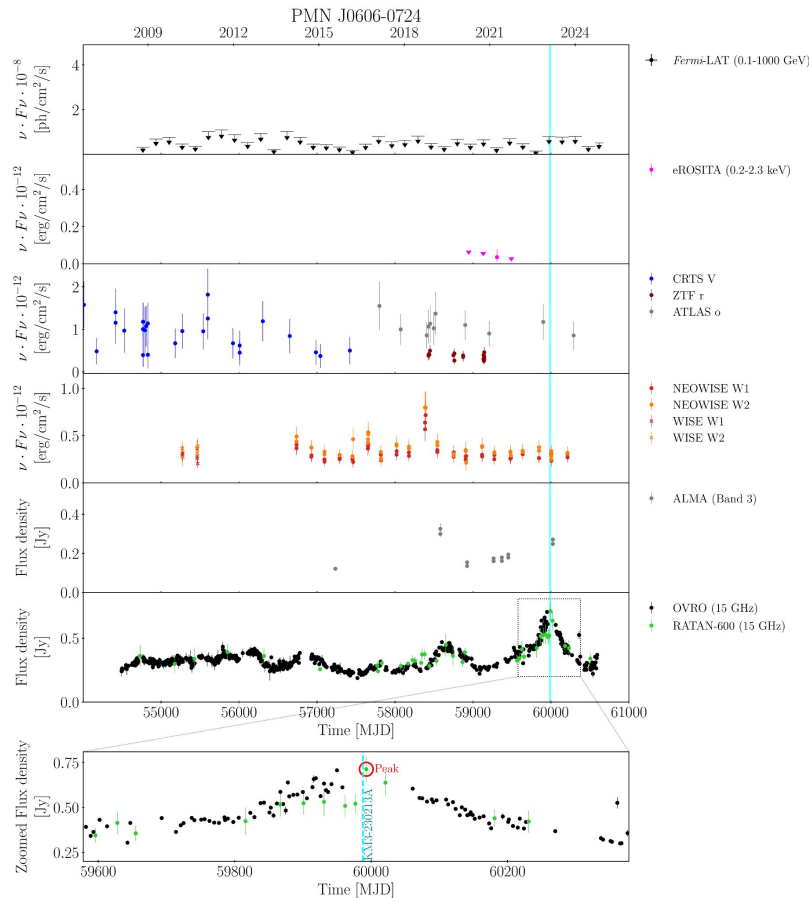 PMN J0606-0724
2009 2012 2015 2018 2021 2024
4
2
ν · Fν · 10⁻⁸
[ph/cm²/s]
Fermi-LAT (0.1-1000 GeV)
0.4
0.2
0.0
ν · Fν · 10⁻¹²
[erg/cm²/s]
eROSITA (0.2-2.3 keV)
2
1
0
ν · Fν · 10⁻¹²
[erg/cm²/s]
CRTS V
ZTF r
ATLAS o
1.0
0.5
0.0
ν · Fν · 10⁻¹²
[erg/cm²/s]
NEOWISE W1
NEOWISE W2
WISE W1
WISE W2
0.4
0.2
0.0
Flux density
[Jy]
ALMA (Band 3)
0.5
0.0
Flux density
[Jy]
OVRO (15 GHz)
RATAN-600 (15 GHz)
55000 56000 57000 58000 59000 60000 61000
Time [MJD]
0.75
0.50
0.25
Zoomed Flux density
[Jy]
Peak
KM3-230213A
59600 59800 60000 60200
Time [MJD]